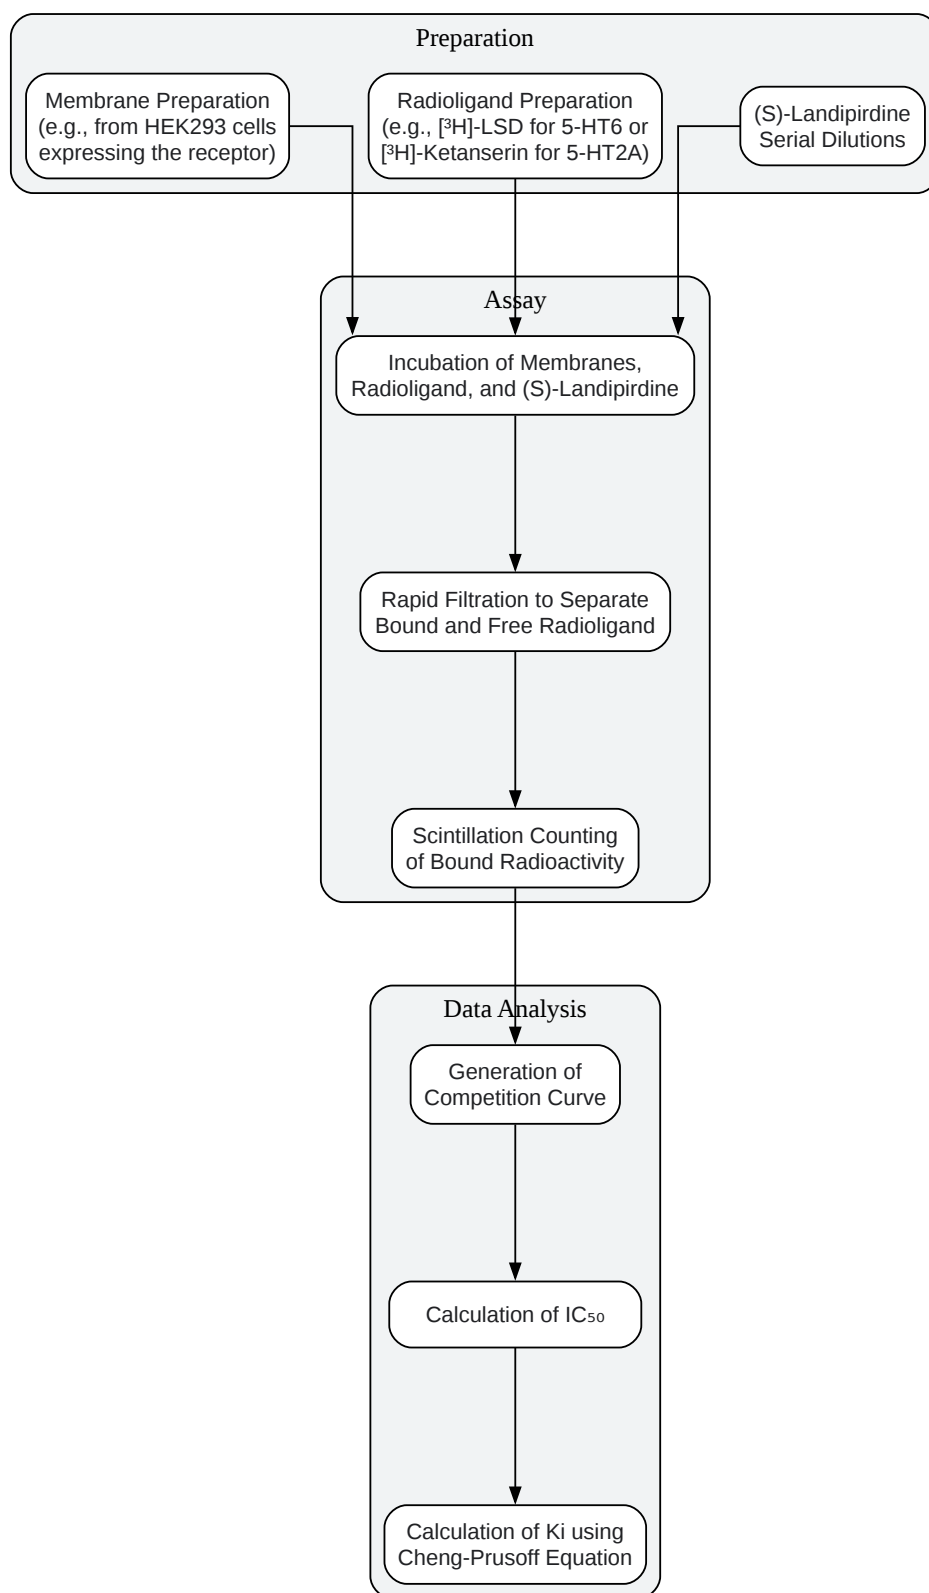 Preparation
Membrane Preparation
(e.g., from HEK293 cells
expressing the receptor)
Radioligand Preparation
(e.g., [³H]-LSD for 5-HT6 or
[³H]-Ketanserin for 5-HT2A)
(S)-Landipirdine
Serial Dilutions
Assay
Incubation of Membranes,
Radioligand, and (S)-Landipirdine
Rapid Filtration to Separate
Bound and Free Radioligand
Scintillation Counting
of Bound Radioactivity
Data Analysis
Generation of
Competition Curve
Calculation of IC₅₀
Calculation of Ki using
Cheng-Prusoff Equation